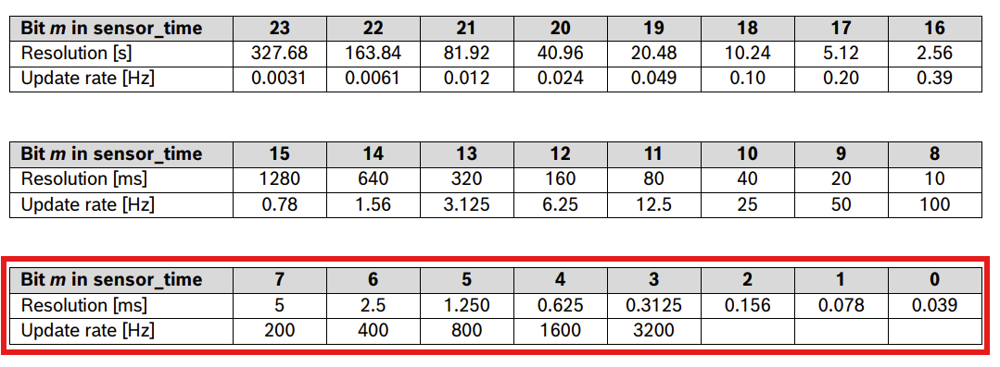 Bit m in sensor_time 23 22 21 20 19 18 17 16
Resolution [s] 327.68 163.84 81.92 40.96 20.48 10.24 5.12 2.56
Update rate [Hz] 0.0031 0.0061 0.012 0.024 0.049 0.10 0.20 0.39
Bit m in sensor_time 15 14 13 12 11 10 9 8
Resolution [ms] 1280 640 320 160 80 40 20 10
Update rate [Hz] 0.78 1.56 3.125 6.25 12.5 25 50 100
Bit m in sensor_time 7 6 5 4 3 2 1 0
Resolution [ms] 5 2.5 1.250 0.625 0.3125 0.156 0.078 0.039
Update rate [Hz] 200 400 800 1600 3200